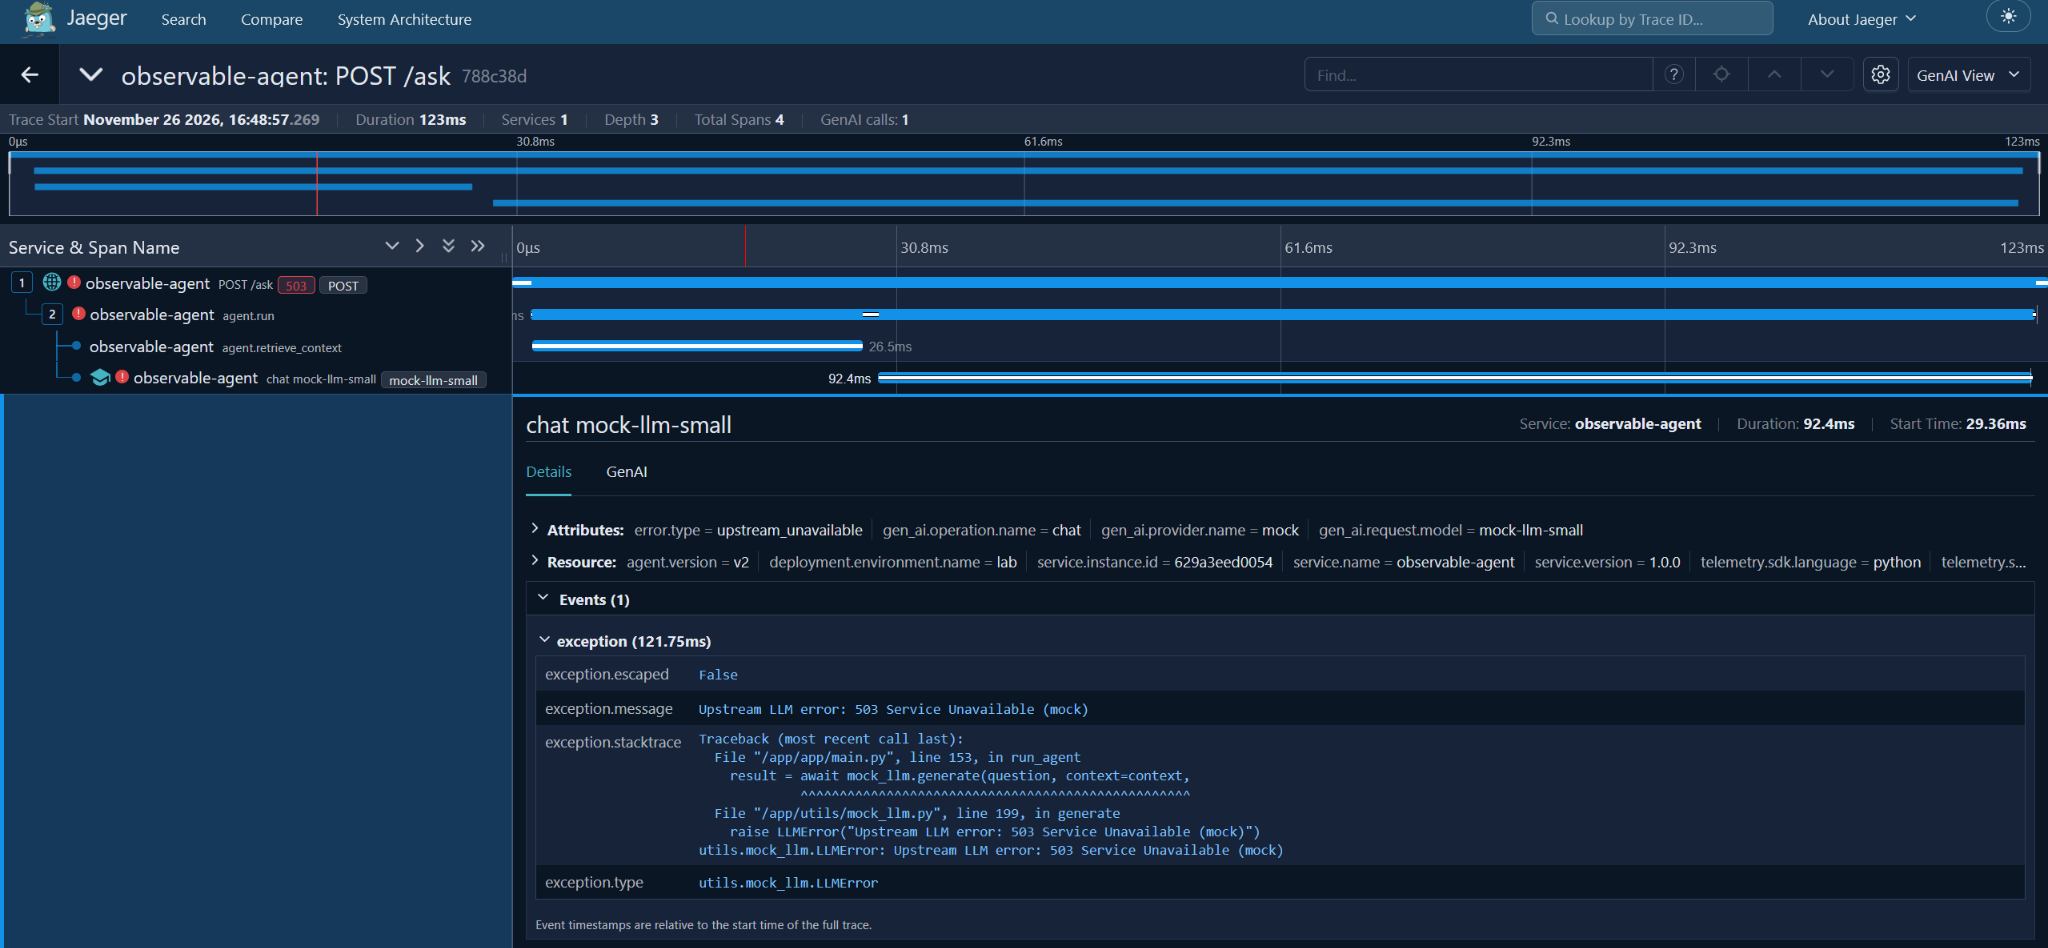 Jaeger Search Compare System Architecture Lookup by Trace ID... About Jaeger
observable-agent: POST /ask 788c38d Find... ? GenAI View
Trace Start November 26 2026, 16:48:57.269 Duration 123ms Services 1 Depth 3 Total Spans 4 GenAI calls: 1
0μs 30.8ms 61.6ms 92.3ms 123ms
Service & Span Name 0μs 30.8ms 61.6ms 92.3ms 123ms
1 observable-agent POST /ask 503 POST
2 observable-agent agent.run
observable-agent agent.retrieve_context 26.5ms
observable-agent chat mock-llm-small mock-llm-small 92.4ms
chat mock-llm-small Service: observable-agent Duration: 92.4ms Start Time: 29.36ms
Details GenAI
Attributes: error.type = upstream_unavailable gen_ai.operation.name = chat gen_ai.provider.name = mock gen_ai.request.model = mock-llm-small
Resource: agent.version = v2 deployment.environment.name = lab service.instance.id = 629a3eed0054 service.name = observable-agent service.version = 1.0.0 telemetry.sdk.language = python telemetry.s...
Events (1)
exception (121.75ms)
exception.escaped False
exception.message Upstream LLM error: 503 Service Unavailable (mock)
exception.stacktrace Traceback (most recent call last):
File "/app/app/main.py", line 153, in run_agent
result = await mock_llm.generate(question, context=context,
^^^^^^^^^^^^^^^^^^^^^^^^^^^^^^^^^^^^^^^^^^^^^^^^^^
File "/app/utils/mock_llm.py", line 199, in generate
raise LLMError("Upstream LLM error: 503 Service Unavailable (mock)")
utils.mock_llm.LLMError: Upstream LLM error: 503 Service Unavailable (mock)
exception.type utils.mock_llm.LLMError
Event timestamps are relative to the start time of the full trace.